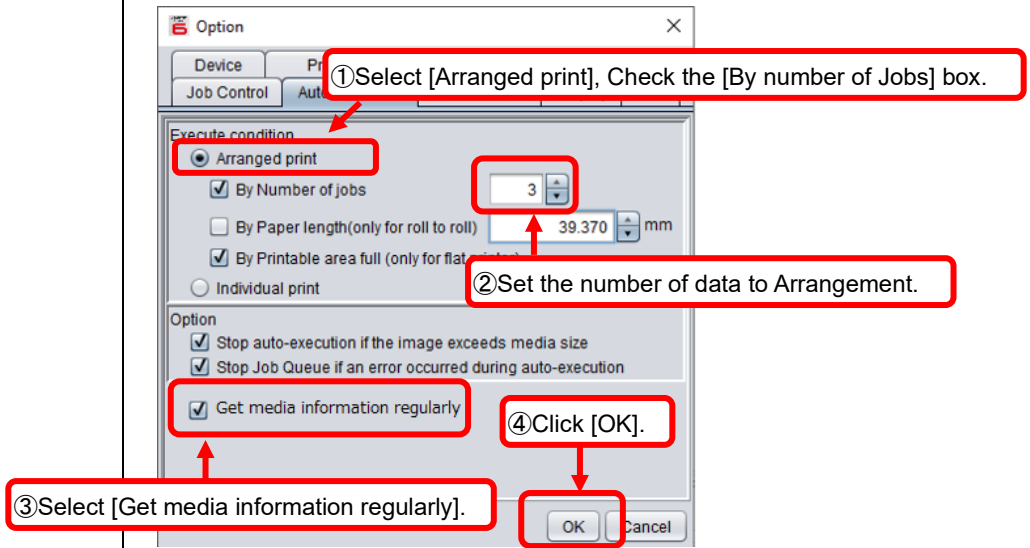 Option
Device Pr
①Select [Arranged print], Check the [By number of Jobs] box.
Job Control Auto
Execute condition
Arranged print
By Number of jobs 3
By Paper length(only for roll to roll) 39.370 mm
By Printable area full (only for flat
②Set the number of data to Arrangement.
Individual print
Option
Stop auto-execution if the image exceeds media size
Stop Job Queue if an error occurred during auto-execution
Get media information regularly
④Click [OK].
③Select [Get media information regularly].
OK Cancel